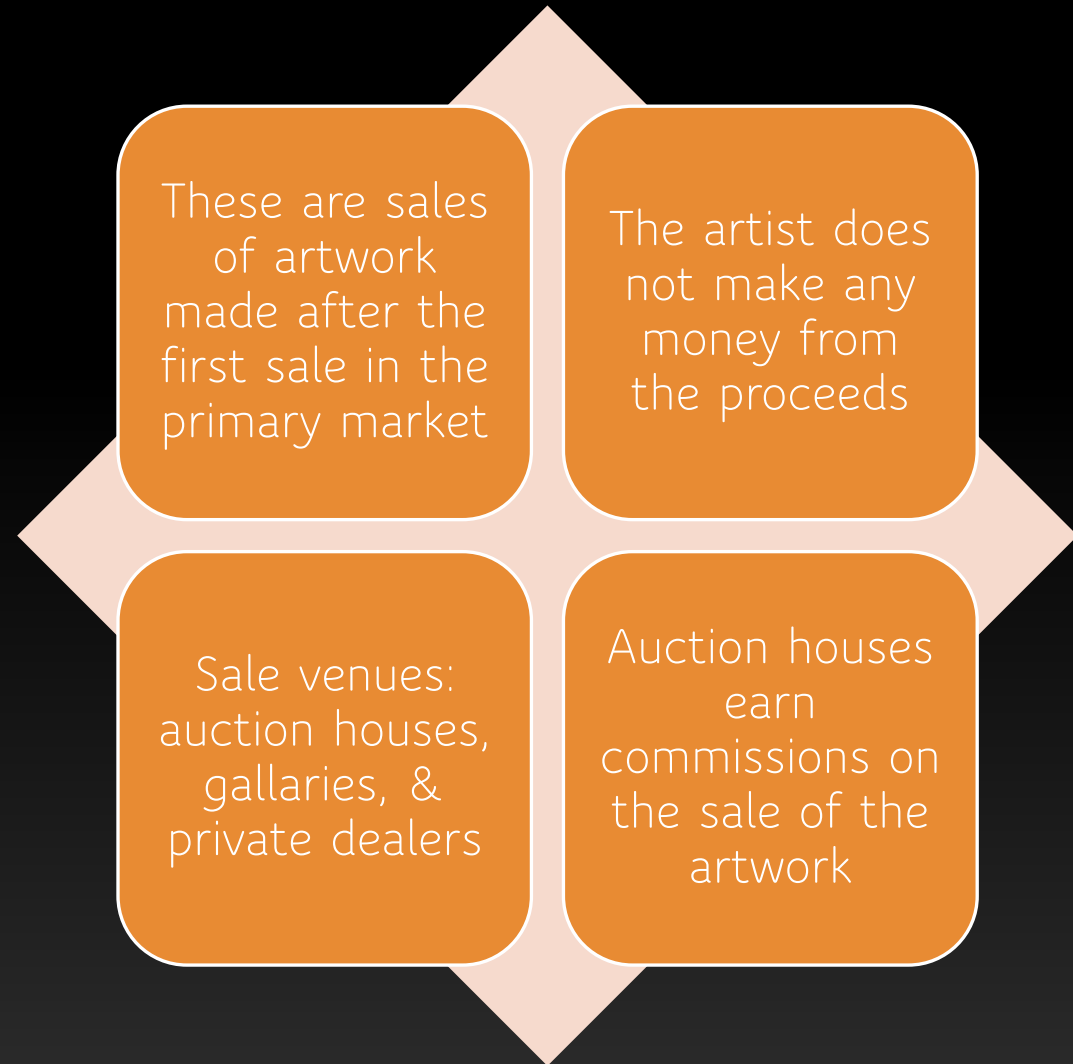 These are sales
of artwork
made after the
first sale in the
primary market
The artist does
not make any
money from
the proceeds
Sale venues:
auction houses,
gallaries, &
private dealers
Auction houses
earn
commissions on
the sale of the
artwork